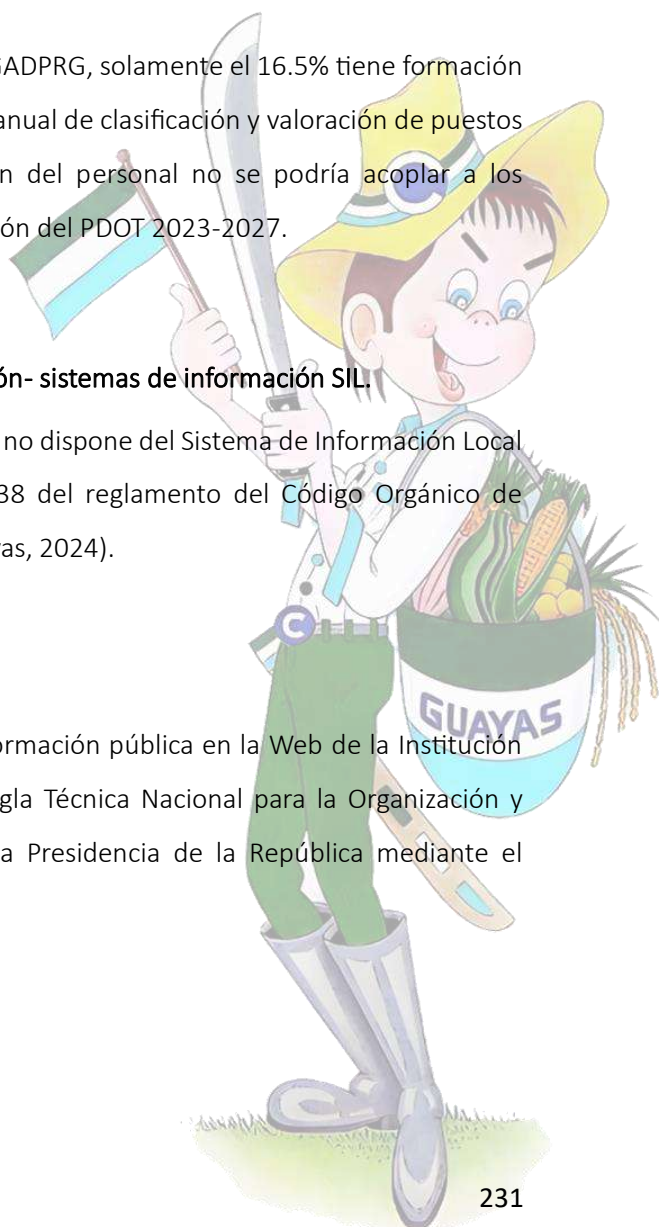 GADPRG, solamente el 16.5% tiene formación
anual de clasificación y valoración de puestos
n del personal no se podría acoplar a los
ión del PDOT 2023-2027.
C
ón- sistemas de información SIL.
no dispone del Sistema de Información Local
38 del reglamento del Código Orgánico de
as, 2024).
C
GUAYAS
ormación pública en la Web de la Institución
gla Técnica Nacional para la Organización y
a Presidencia de la República mediante el
231